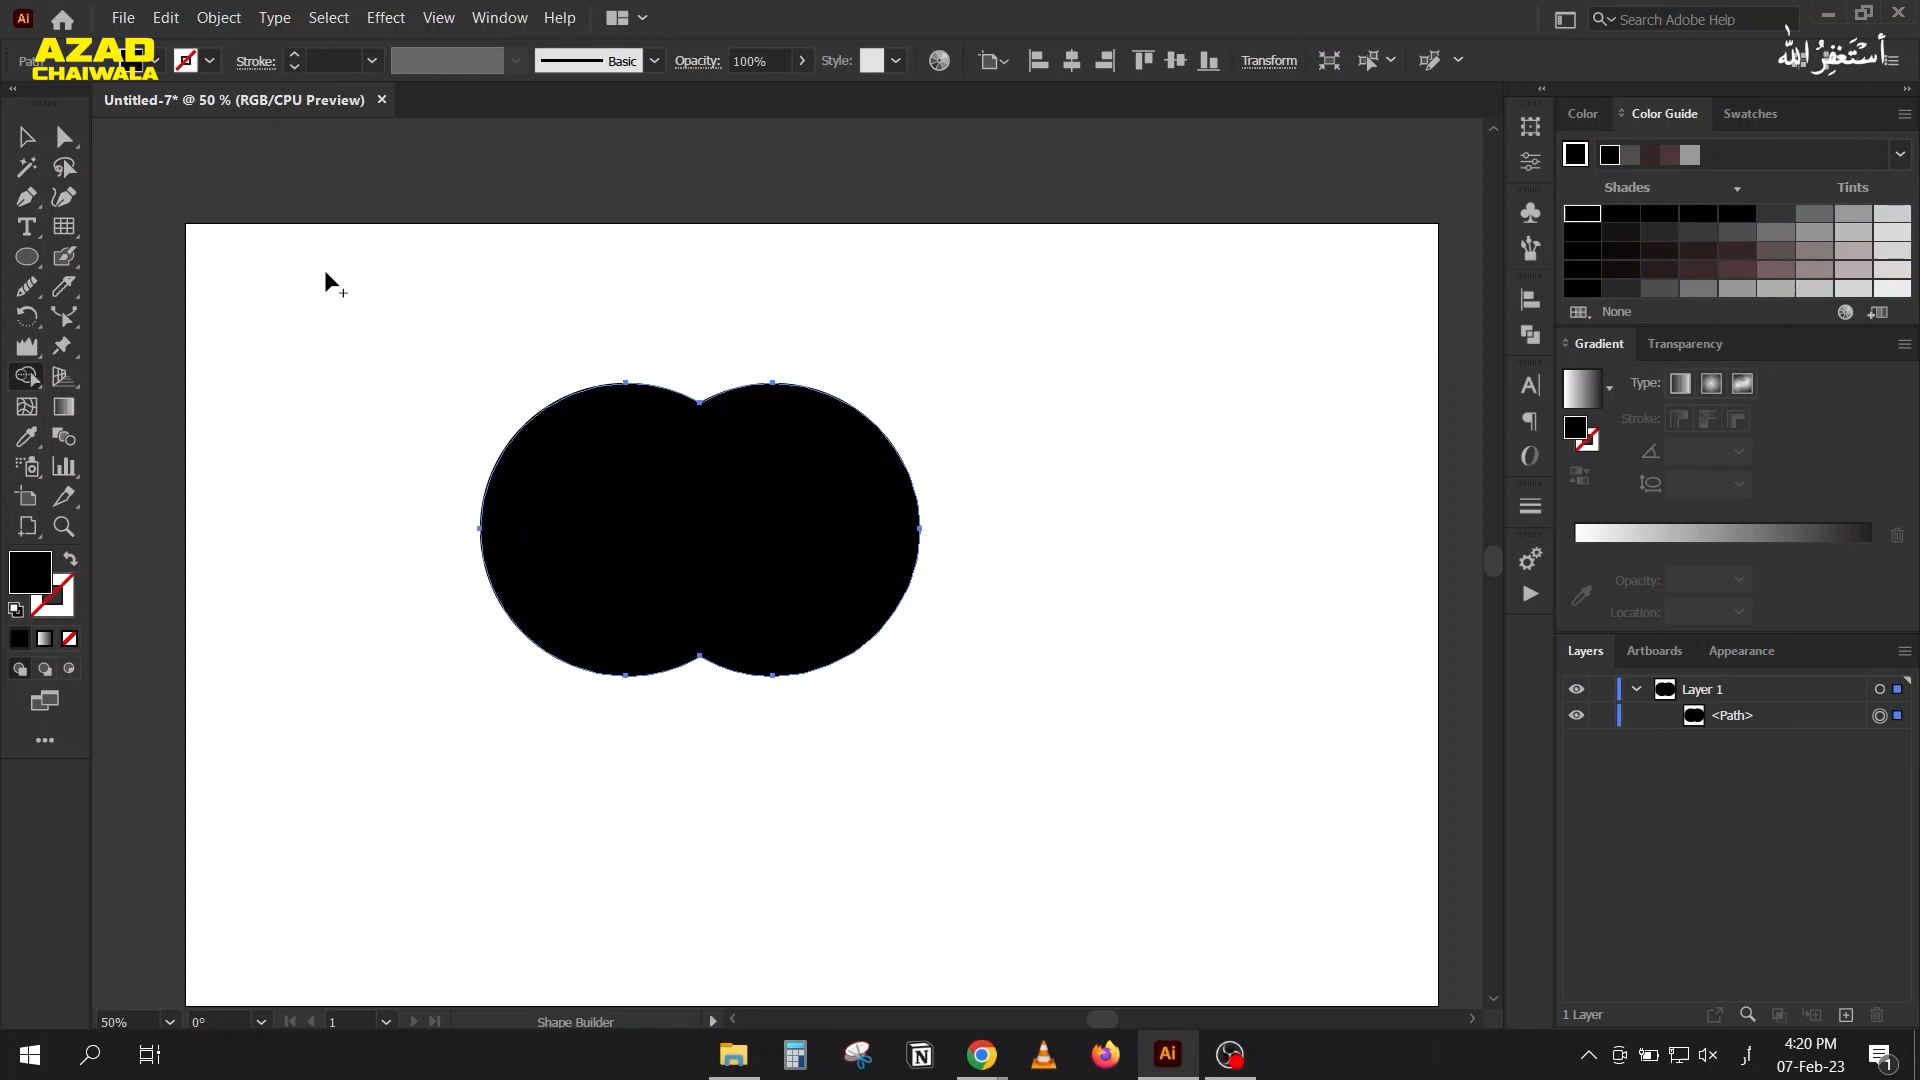 Ai File Edit Object Type Select Effect View Window Help Search Adobe Help
AZAD
CHAIWALA
أستغفر الله
Stroke: Basic Opacity: 100% Style: Transform
Untitled-7* @ 50 % (RGB/CPU Preview) ×
Color Color Guide Swatches
Shades Tints
None
Gradient Transparency
Type:
Stroke:
Opacity:
Location:
Layers Artboards Appearance
Layer 1
<Path>
1 Layer
50% 0° 1 Shape Builder
Ai
4:20 PM
07-Feb-23
1